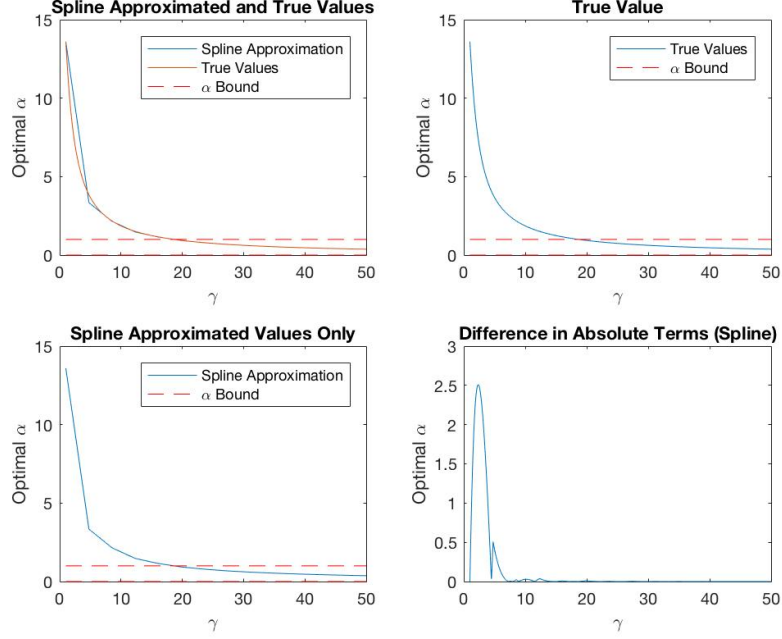 Spline Approximated and True Values
15
10
5
0
Optimal α
Spline Approximation
True Values
α Bound
0 10 20 30 40 50
γ
True Value
15
10
5
0
Optimal α
True Values
α Bound
0 10 20 30 40 50
γ
Spline Approximated Values Only
15
10
5
0
Optimal α
Spline Approximation
α Bound
0 10 20 30 40 50
γ
Difference in Absolute Terms (Spline)
3
2.5
2
1.5
1
0.5
0
Optimal α
0 10 20 30 40 50
γ